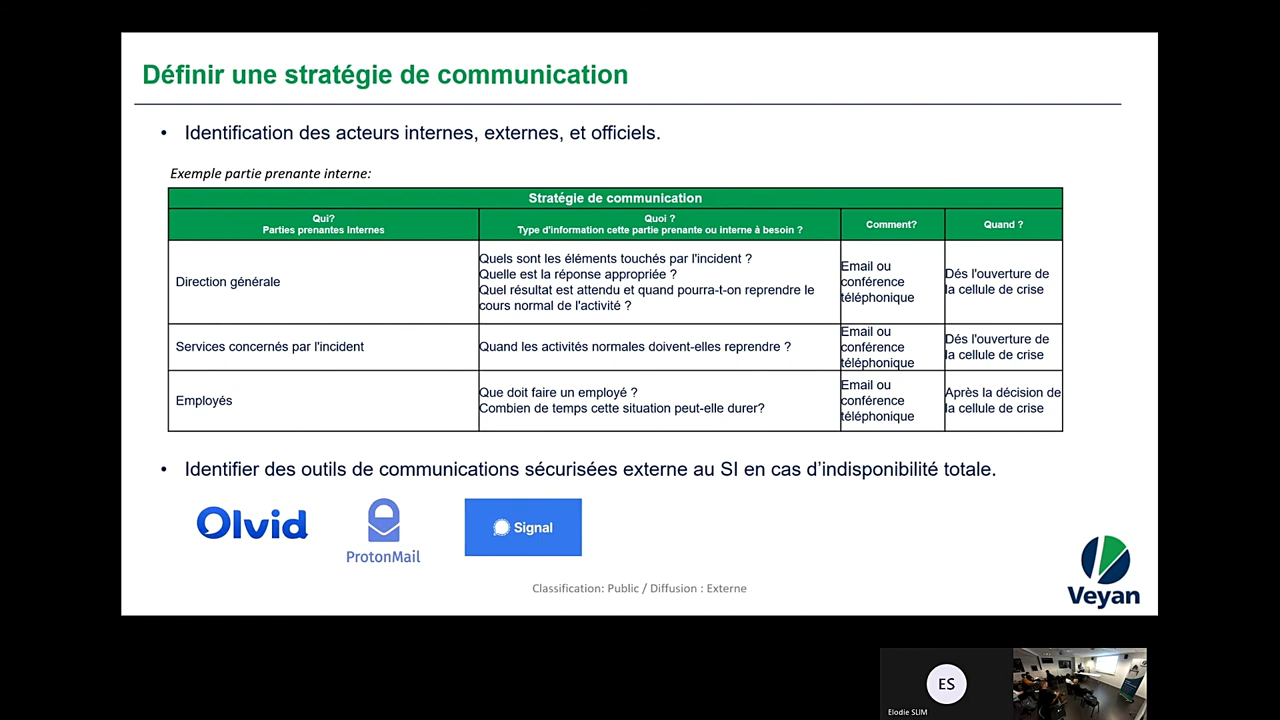 Définir une stratégie de communication
• Identification des acteurs internes, externes, et officiels.
Exemple partie prenante interne:
Stratégie de communication
Qui?
Parties prenantes Internes
Quoi ?
Type d'information cette partie prenante ou interne à besoin ?
Comment?
Quand ?
Direction générale
Quels sont les éléments touchés par l'incident ?
Quelle est la réponse appropriée ?
Quel résultat est attendu et quand pourra-t-on reprendre le
cours normal de l'activité ?
Email ou
conférence
téléphonique
Dés l'ouverture de
la cellule de crise
Services concernés par l'incident
Quand les activités normales doivent-elles reprendre ?
Email ou
conférence
téléphonique
Dés l'ouverture de
la cellule de crise
Employés
Que doit faire un employé ?
Combien de temps cette situation peut-elle durer?
Email ou
conférence
téléphonique
Après la décision de
la cellule de crise
• Identifier des outils de communications sécurisées externe au SI en cas d'indisponibilité totale.
Olvid
ProtonMail
Signal
Classification: Public / Diffusion : Externe
Veyan
ES
Elodie SLIM